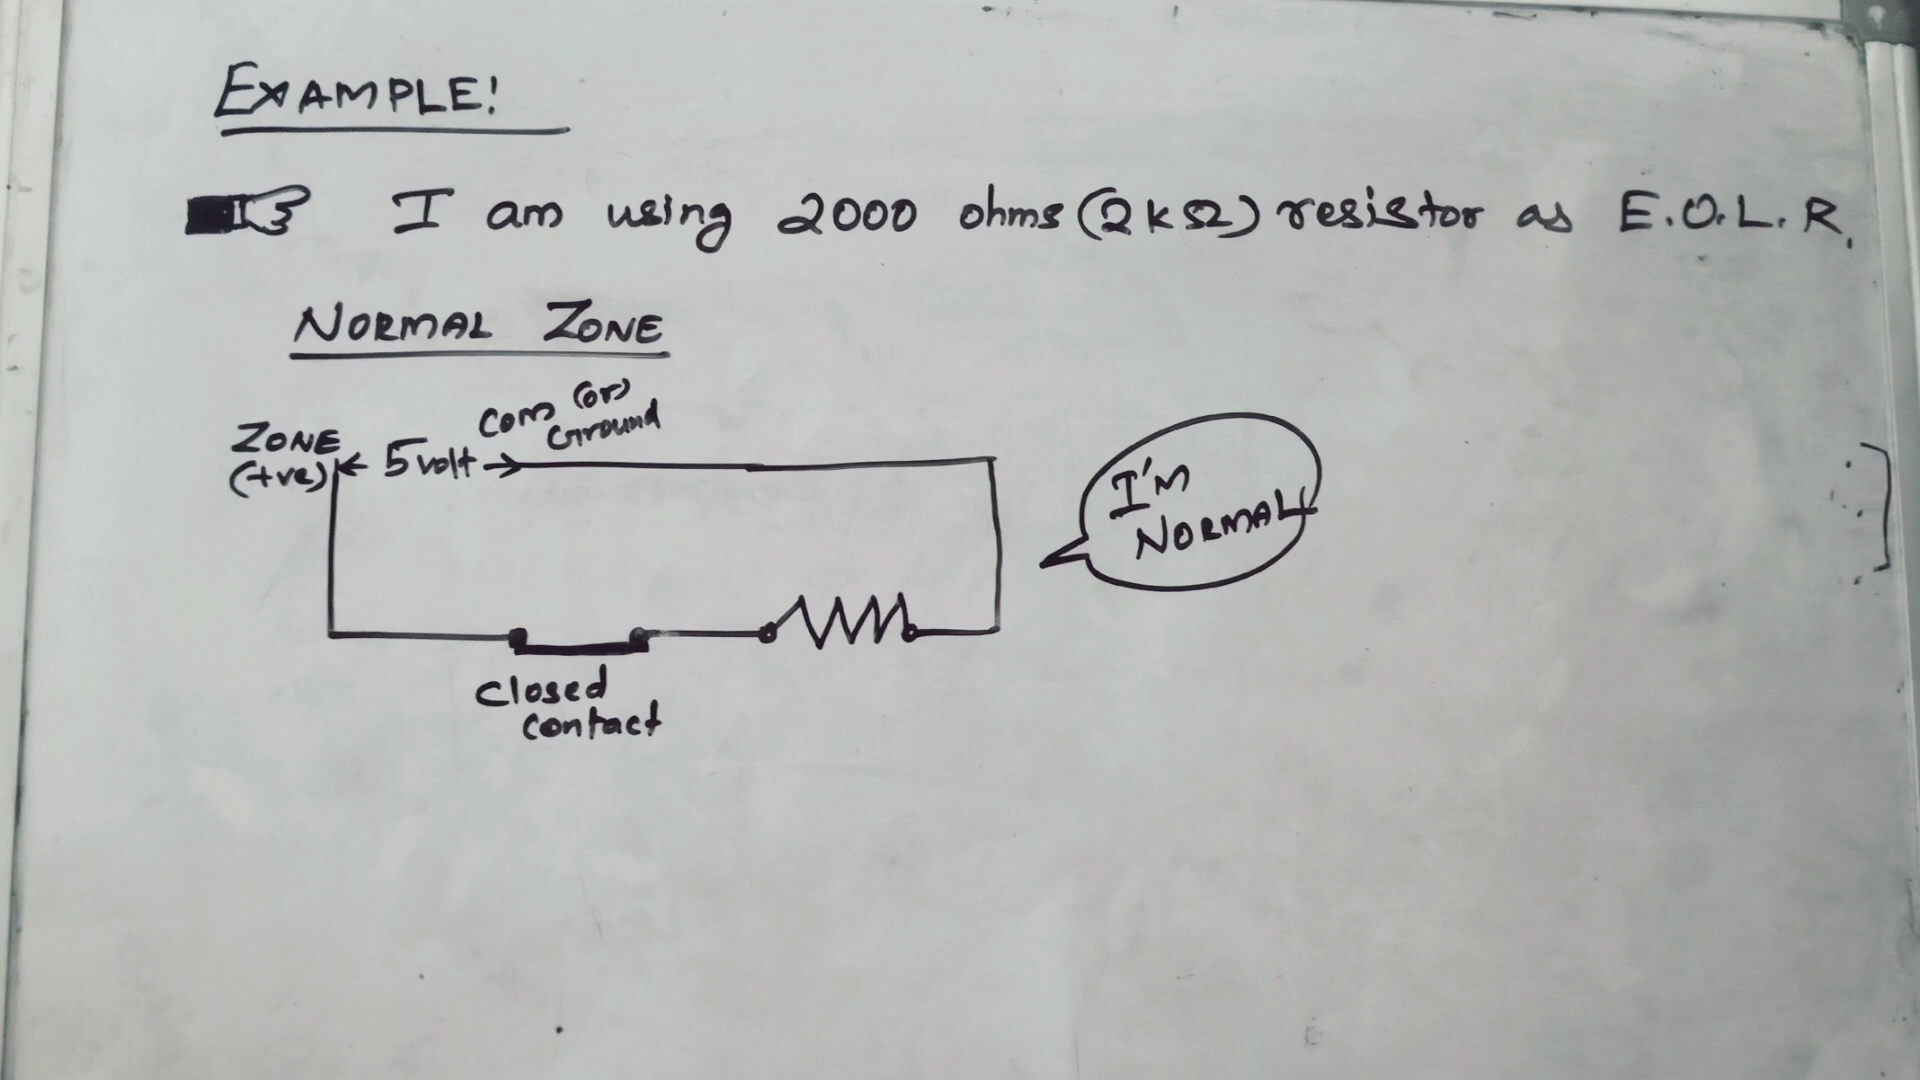 EXAMPLE!
I am using 2000 ohms (2kΩ) resistor as E.O.L.R.
NORMAL ZONE
ZONE
(+ve)
5 volt
Com (or)
Ground
I'm
NORMAL
Closed
contact